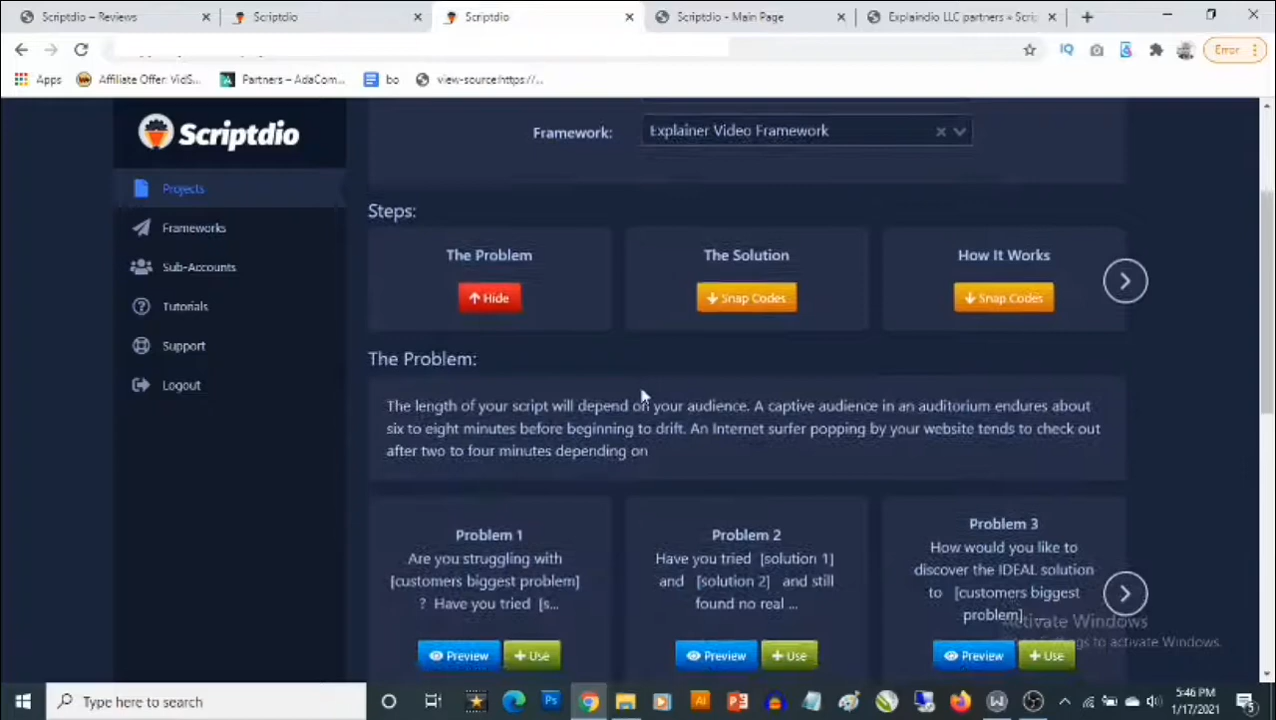 Scriptdio – Reviews
Scriptdio
Scriptdio
Scriptdio - Main Page
Explaindio LLC partners » Scrip
Error
Apps
Affiliate Offer: VidS...
Partners – AdaCom...
bo
view-source:https://...
Scriptdio
Framework:
Explainer Video Framework
Projects
Frameworks
Sub-Accounts
Tutorials
Support
Logout
Steps:
The Problem
The Solution
How It Works
Hide
Snap Codes
Snap Codes
The Problem:
The length of your script will depend on your audience. A captive audience in an auditorium endures about
six to eight minutes before beginning to drift. An Internet surfer popping by your website tends to check out
after two to four minutes depending on
Problem 1
Are you struggling with
[customers biggest problem]
? Have you tried [s...
Preview
Use
Problem 2
Have you tried [solution 1]
and [solution 2] and still
found no real ...
Preview
Use
Problem 3
How would you like to
discover the IDEAL solution
to [customers biggest
problem]
Preview
Use
Activate Windows
to activate Windows.
Type here to search
5:46 PM
1/17/2021